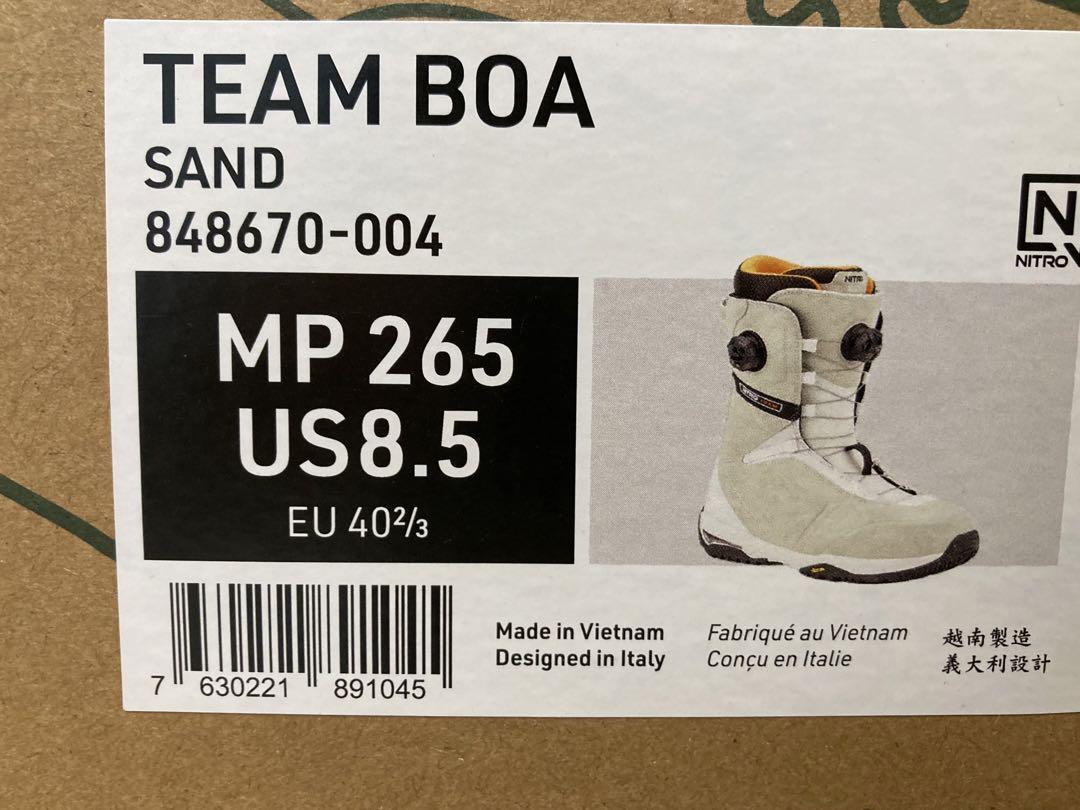 TEAM BOA
SAND
848670-004
NITRO
MP 265
US8.5
EU 40⅔
NITRO
7 630221 891045
Made in Vietnam
Designed in Italy
Fabriqué au Vietnam
Conçu en Italie
越南製造
義大利設計